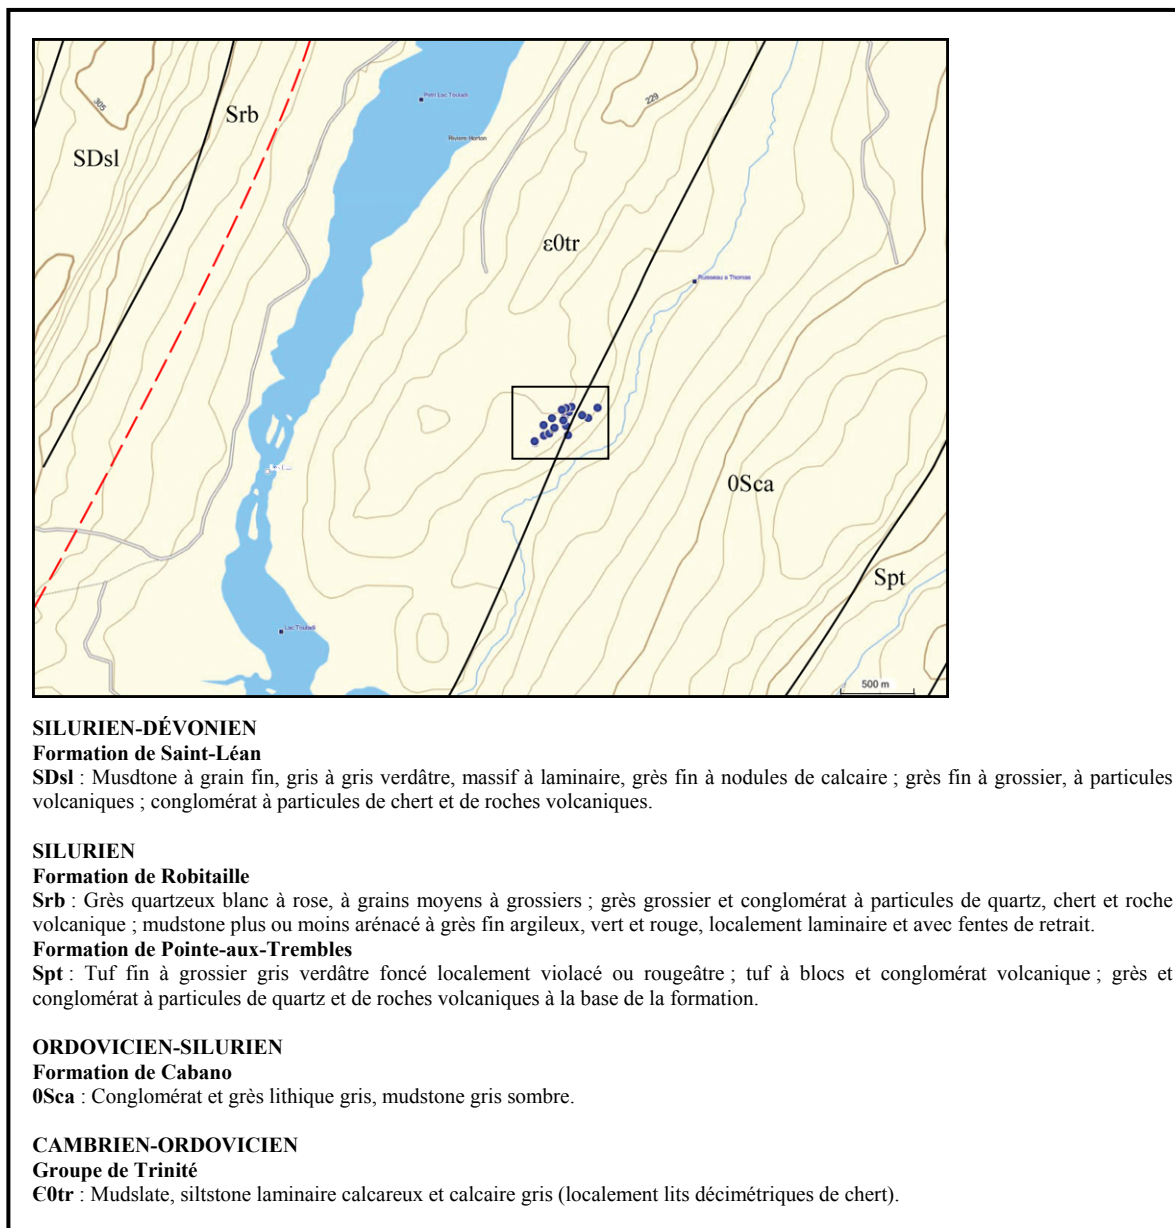 305
Srb
SDsl
Petit Lac Touladi
Rivière Horton
229
ε0tr
Ruisseau à Thomas
0Sca
Spt
Lac Touladi
500 m
SILURIEN-DÉVONIEN
Formation de Saint-Léan
SDsl : Musdtone à grain fin, gris à gris verdâtre, massif à laminaire, grès fin à nodules de calcaire ; grès fin à grossier, à particules
volcaniques ; conglomérat à particules de chert et de roches volcaniques.
SILURIEN
Formation de Robitaille
Srb : Grès quartzeux blanc à rose, à grains moyens à grossiers ; grès grossier et conglomérat à particules de quartz, chert et roche
volcanique ; mudstone plus ou moins arénacé à grès fin argileux, vert et rouge, localement laminaire et avec fentes de retrait.
Formation de Pointe-aux-Trembles
Spt : Tuf fin à grossier gris verdâtre foncé localement violacé ou rougeâtre ; tuf à blocs et conglomérat volcanique ; grès et
conglomérat à particules de quartz et de roches volcaniques à la base de la formation.
ORDOVICIEN-SILURIEN
Formation de Cabano
0Sca : Conglomérat et grès lithique gris, mudstone gris sombre.
CAMBRIEN-ORDOVICIEN
Groupe de Trinité
Є0tr : Mudslate, siltstone laminaire calcareux et calcaire gris (localement lits décimétriques de chert).